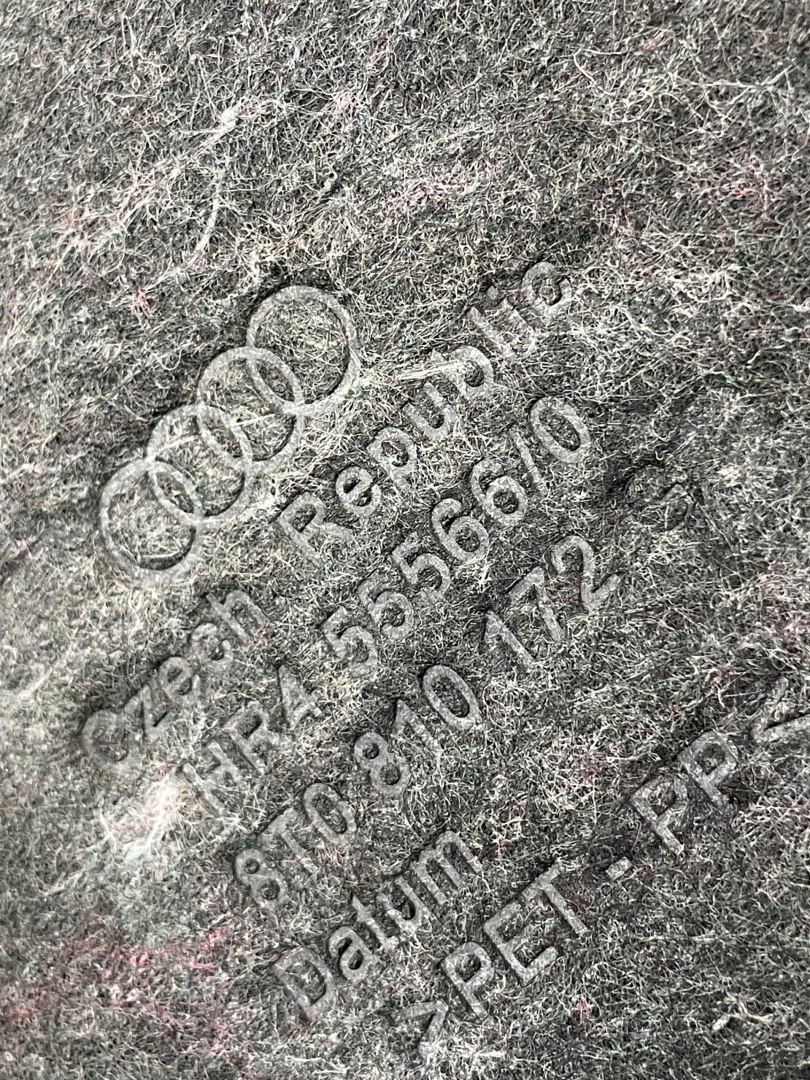 Czech Republic
HRA 55566/0
8T0 810 172
Datum
>PET - PP<